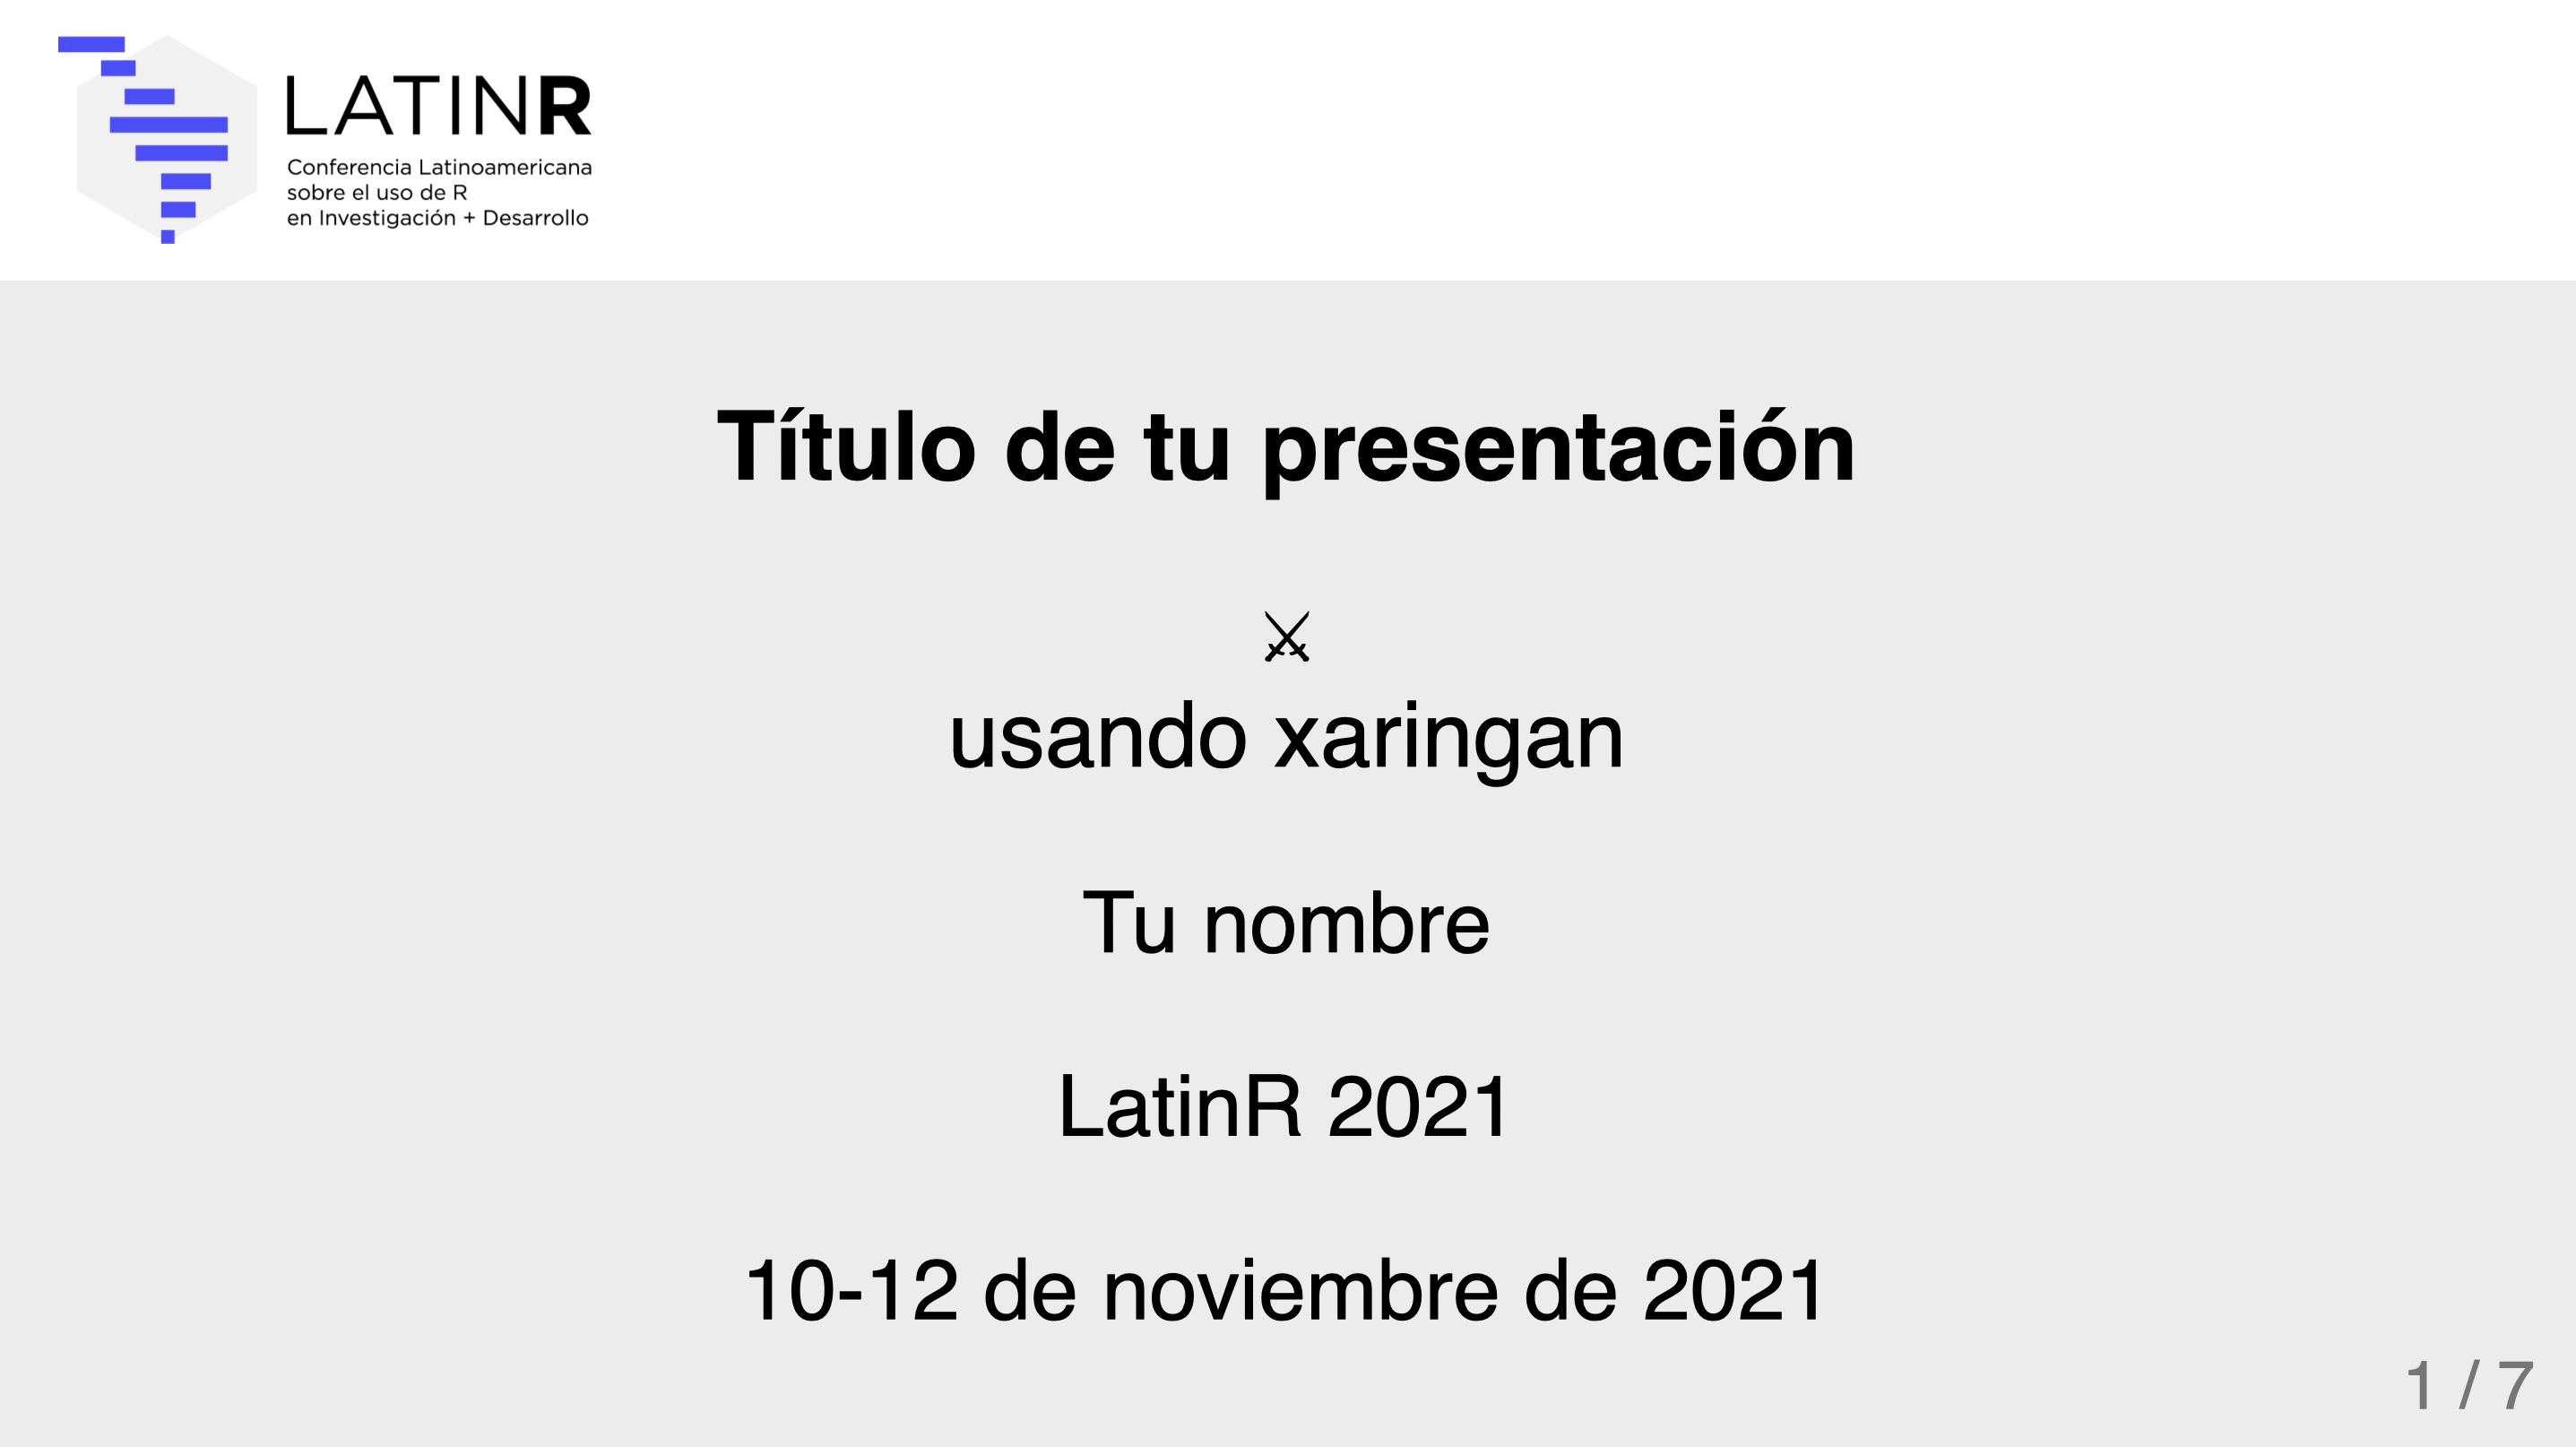 LATINR
Conferencia Latinoamericana
sobre el uso de R
en Investigación + Desarrollo
Título de tu presentación
⚔
usando xaringan
Tu nombre
LatinR 2021
10-12 de noviembre de 2021
1 / 7